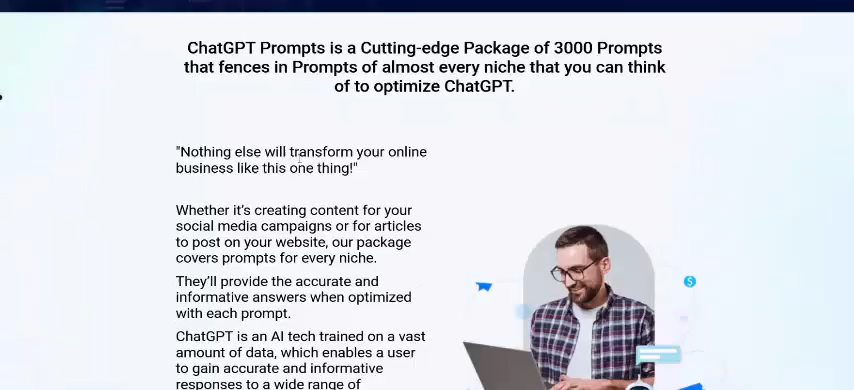 ChatGPT Prompts is a Cutting-edge Package of 3000 Prompts
that fences in Prompts of almost every niche that you can think
of to optimize ChatGPT.
"Nothing else will transform your online
business like this one thing!"
Whether it's creating content for your
social media campaigns or for articles
to post on your website, our package
covers prompts for every niche.
They'll provide the accurate and
informative answers when optimized
with each prompt.
ChatGPT is an AI tech trained on a vast
amount of data, which enables a user
to gain accurate and informative
responses to a wide range of
$